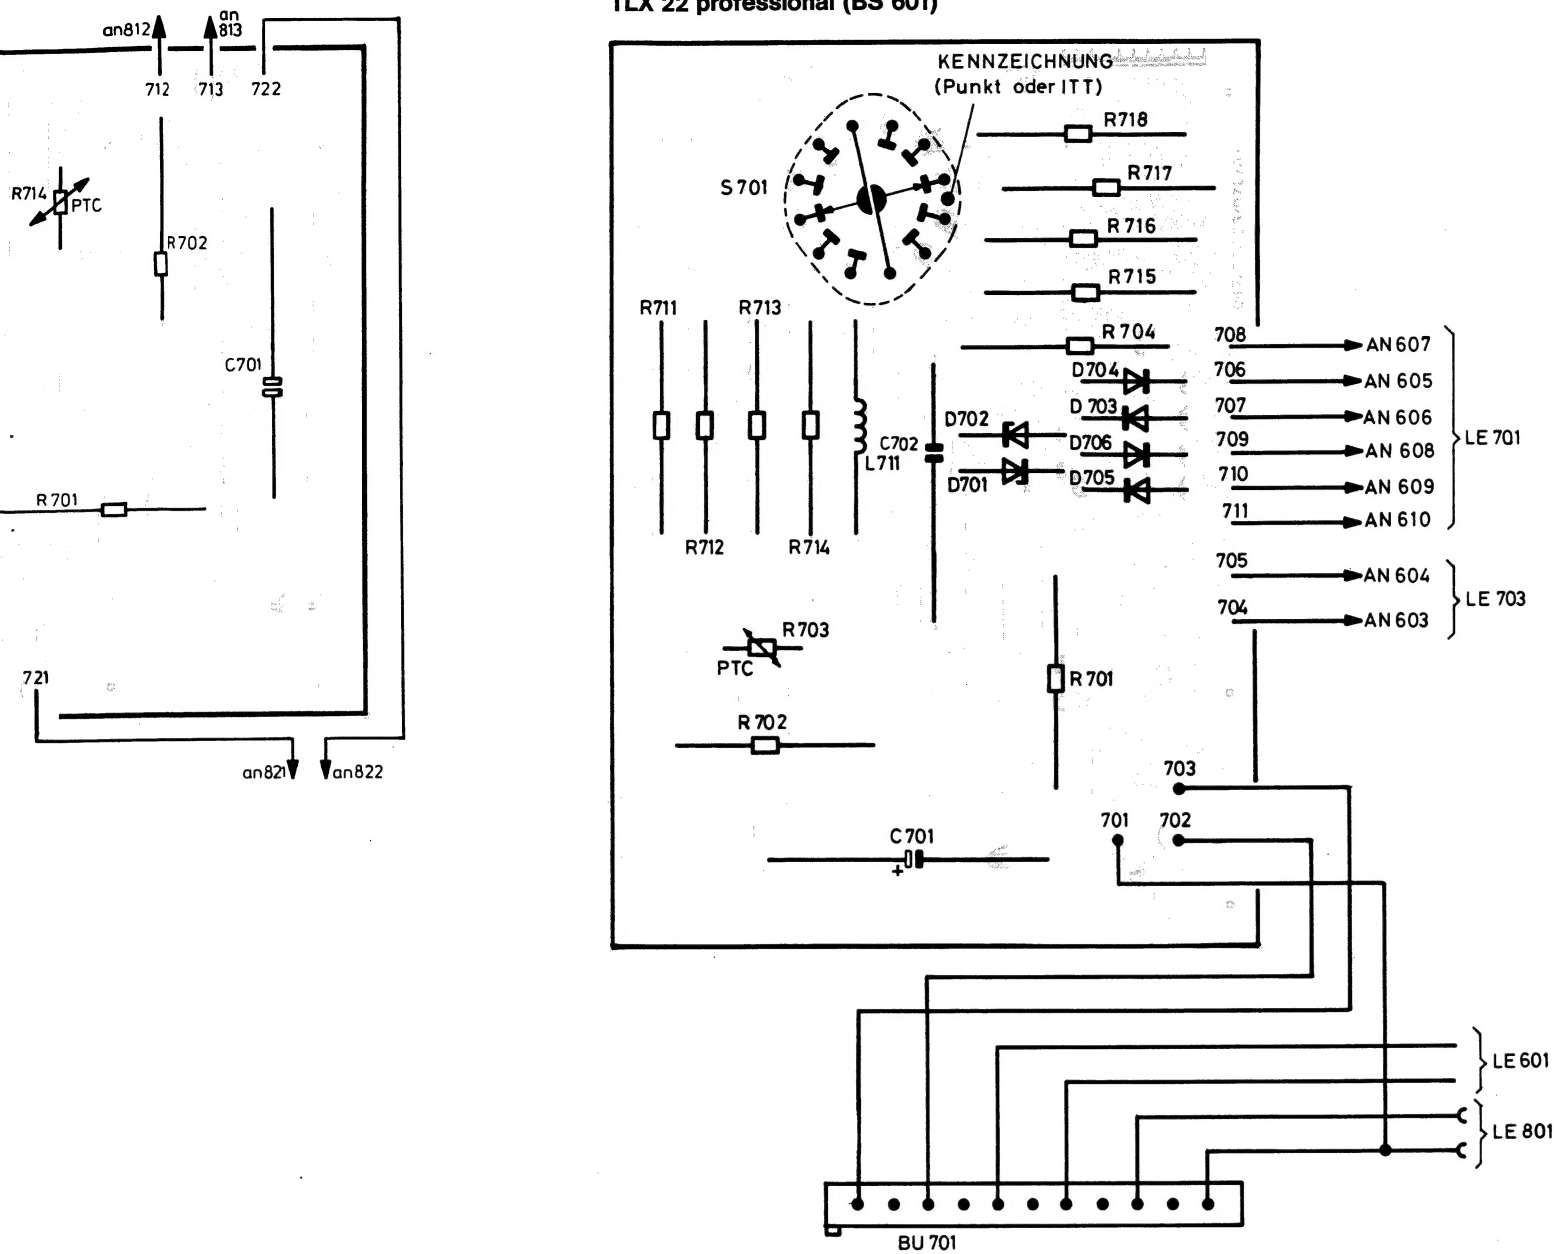 an812
an
813
712
713
722
R714
PTC
R702
C701
R701
721
an821
an822
TLX 22 professional (BS 601)
KENNZEICHNUNG
(Punkt oder ITT)
S701
R718
R717
R716
R715
R704
R711
R713
R712
R714
L711
C702
D702
D701
D704
D703
D706
D705
708
AN 607
706
AN 605
707
AN 606
709
AN 608
710
AN 609
711
AN 610
LE 701
705
AN 604
704
AN 603
LE 703
R703
PTC
R701
R702
703
701
702
C701
+
LE 601
LE 801
BU 701